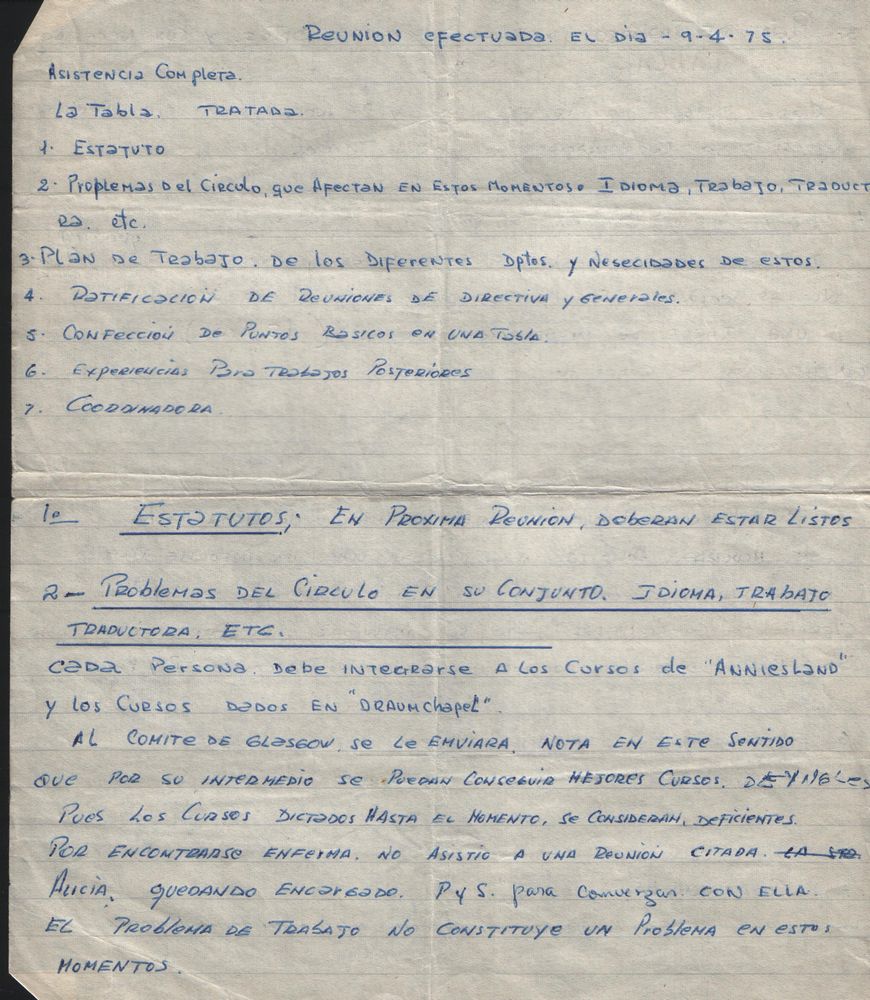 REUNION efectuada. EL Dia - 9-4-75.
Asistencia Completa.
La Tabla. TRATADA.
1. ESTATUTO
2. Problemas Del Circulo, que Afectan EN Estos Momentos. IDIOMA, Trabajo, TRADUCT
RA. etc.
3. Plan de Trabajo. De los Diferentes Dptos. y Nesecidades de estos.
4. Ratificación de Reuniones de Directiva y Generales.
5. Confección De Puntos Basicos en una Tabla.
6. Experiencias Para Trabajos Posteriores
7. Coordinadora.
1º ESTATUTOS; En Proxima Reunion, deberan estar listos
2- Problemas DEL CIRCULO EN SU CONJUNTO. IDIOMA, TRABAJO
TRADUCTORA, ETC.
Cada Persona. Debe integrarse a los Cursos de "ANNIESLAND"
y los Cursos Dados en "DRAUMchapel".
AL COMITE DE GLASGOW, se le EMVIARA, NOTA EN ESTE SENTIDO
QUE POR SU INTERMEDIO SE PUEDAN CONSEGUIR MEJORES CURSOS.
PUES LOS CURSOS DICTADOS HASTA EL MOMENTO, se CONSIDERAN, Deficientes.
POR ENCONTRARSE ENFERMA. NO ASISTIO A UNA REUNION CITADA. LA
Alicia, quedando encargado. P y S. para Converzar CON ELLA.
EL PROBLEMA DE TRABAJO NO CONSTITUYE UN Problema en estos
MOMENTOS.